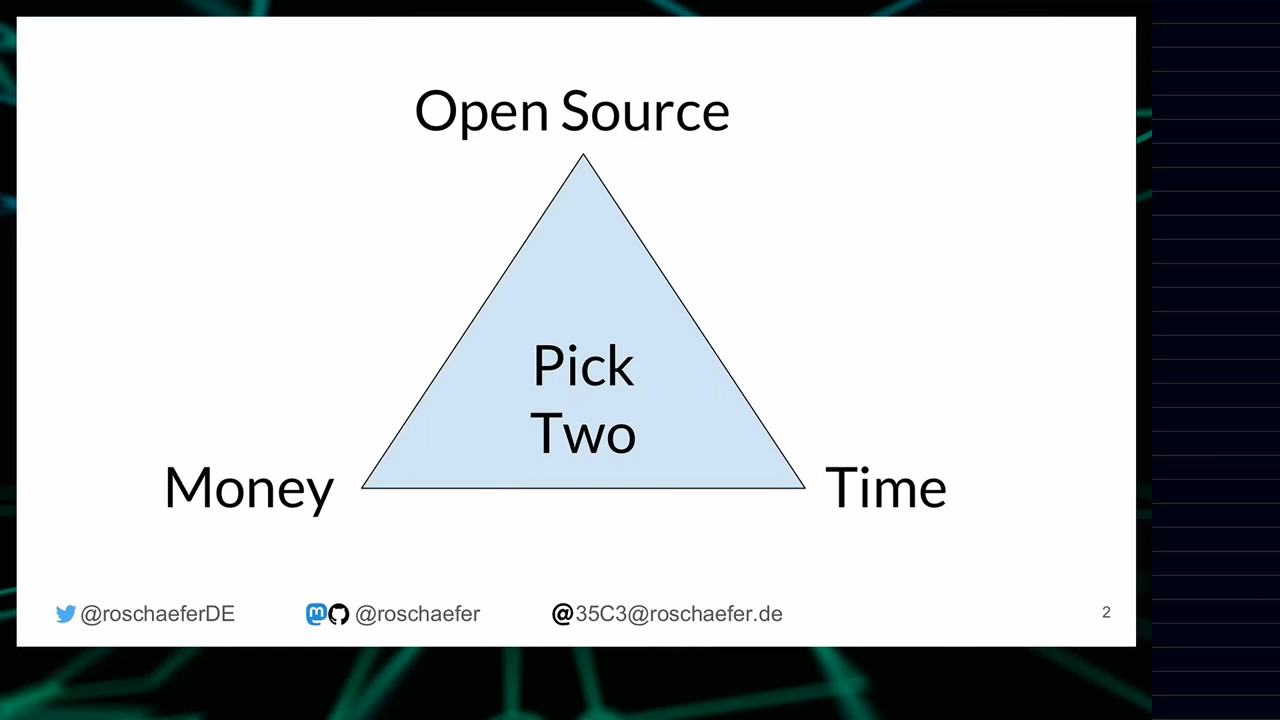 Open Source
Pick
Two
Money
Time
@roschaeferDE
@roschaefer
@35C3@roschaefer.de
2